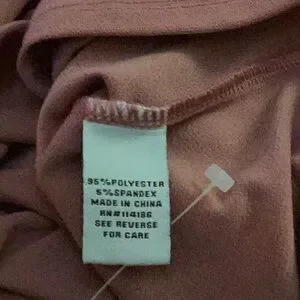 95%POLYESTER
5%SPANDEX
MADE IN CHINA
RN#114186
SEE REVERSE
FOR CARE